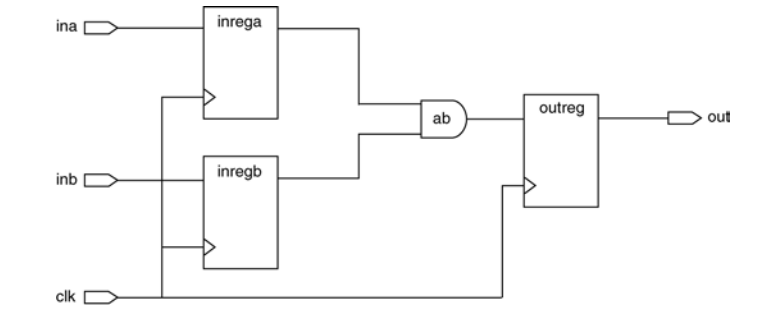 ina
inrega
ab
outreg
out
inb
inregb
clk